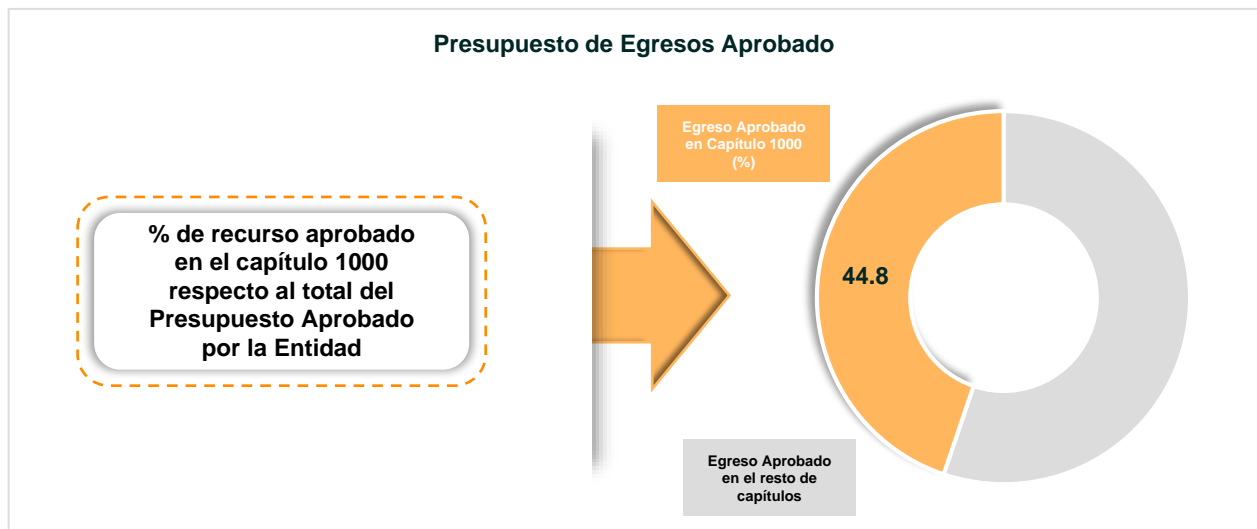 Presupuesto de Egresos Aprobado
% de recurso aprobado
en el capítulo 1000
respecto al total del
Presupuesto Aprobado
por la Entidad
Egreso Aprobado
en Capítulo 1000
(%)
44.8
Egreso Aprobado
en el resto de
capítulos